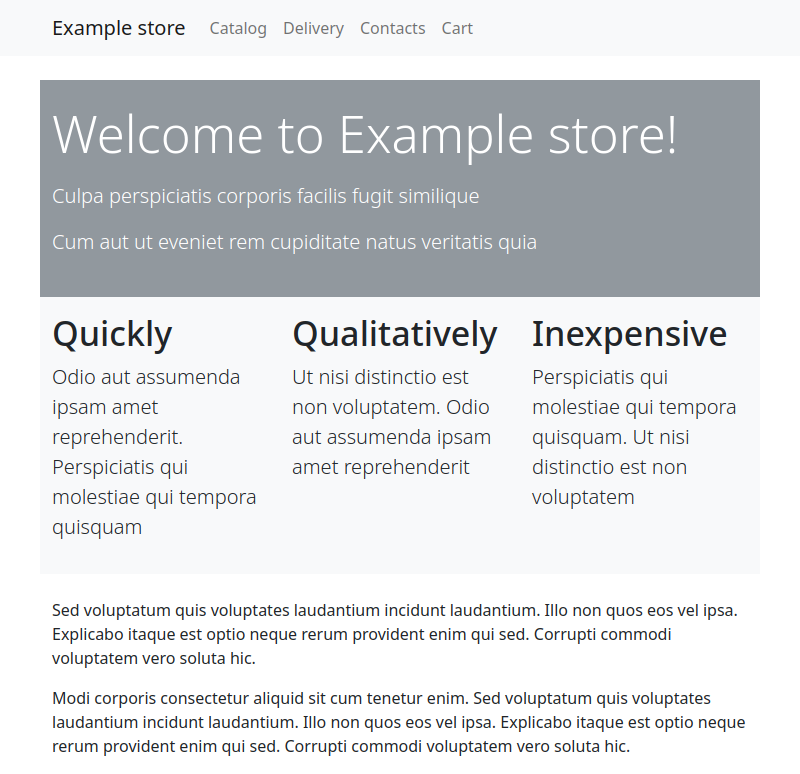 Example store Catalog Delivery Contacts Cart
Welcome to Example store!
Culpa perspiciatis corporis facilis fugit similique
Cum aut ut eveniet rem cupiditate natus veritatis quia
Quickly
Odio aut assumenda
ipsam amet
reprehenderit.
Perspiciatis qui
molestiae qui tempora
quisquam
Qualitatively
Ut nisi distinctio est
non voluptatem. Odio
aut assumenda ipsam
amet reprehenderit
Inexpensive
Perspiciatis qui
molestiae qui tempora
quisquam. Ut nisi
distinctio est non
voluptatem
Sed voluptatum quis voluptates laudantium incidunt laudantium. Illo non quos eos vel ipsa.
Explicabo itaque est optio neque rerum provident enim qui sed. Corrupti commodi
voluptatem vero soluta hic.
Modi corporis consectetur aliquid sit cum tenetur enim. Sed voluptatum quis voluptates
laudantium incidunt laudantium. Illo non quos eos vel ipsa. Explicabo itaque est optio neque
rerum provident enim qui sed. Corrupti commodi voluptatem vero soluta hic.